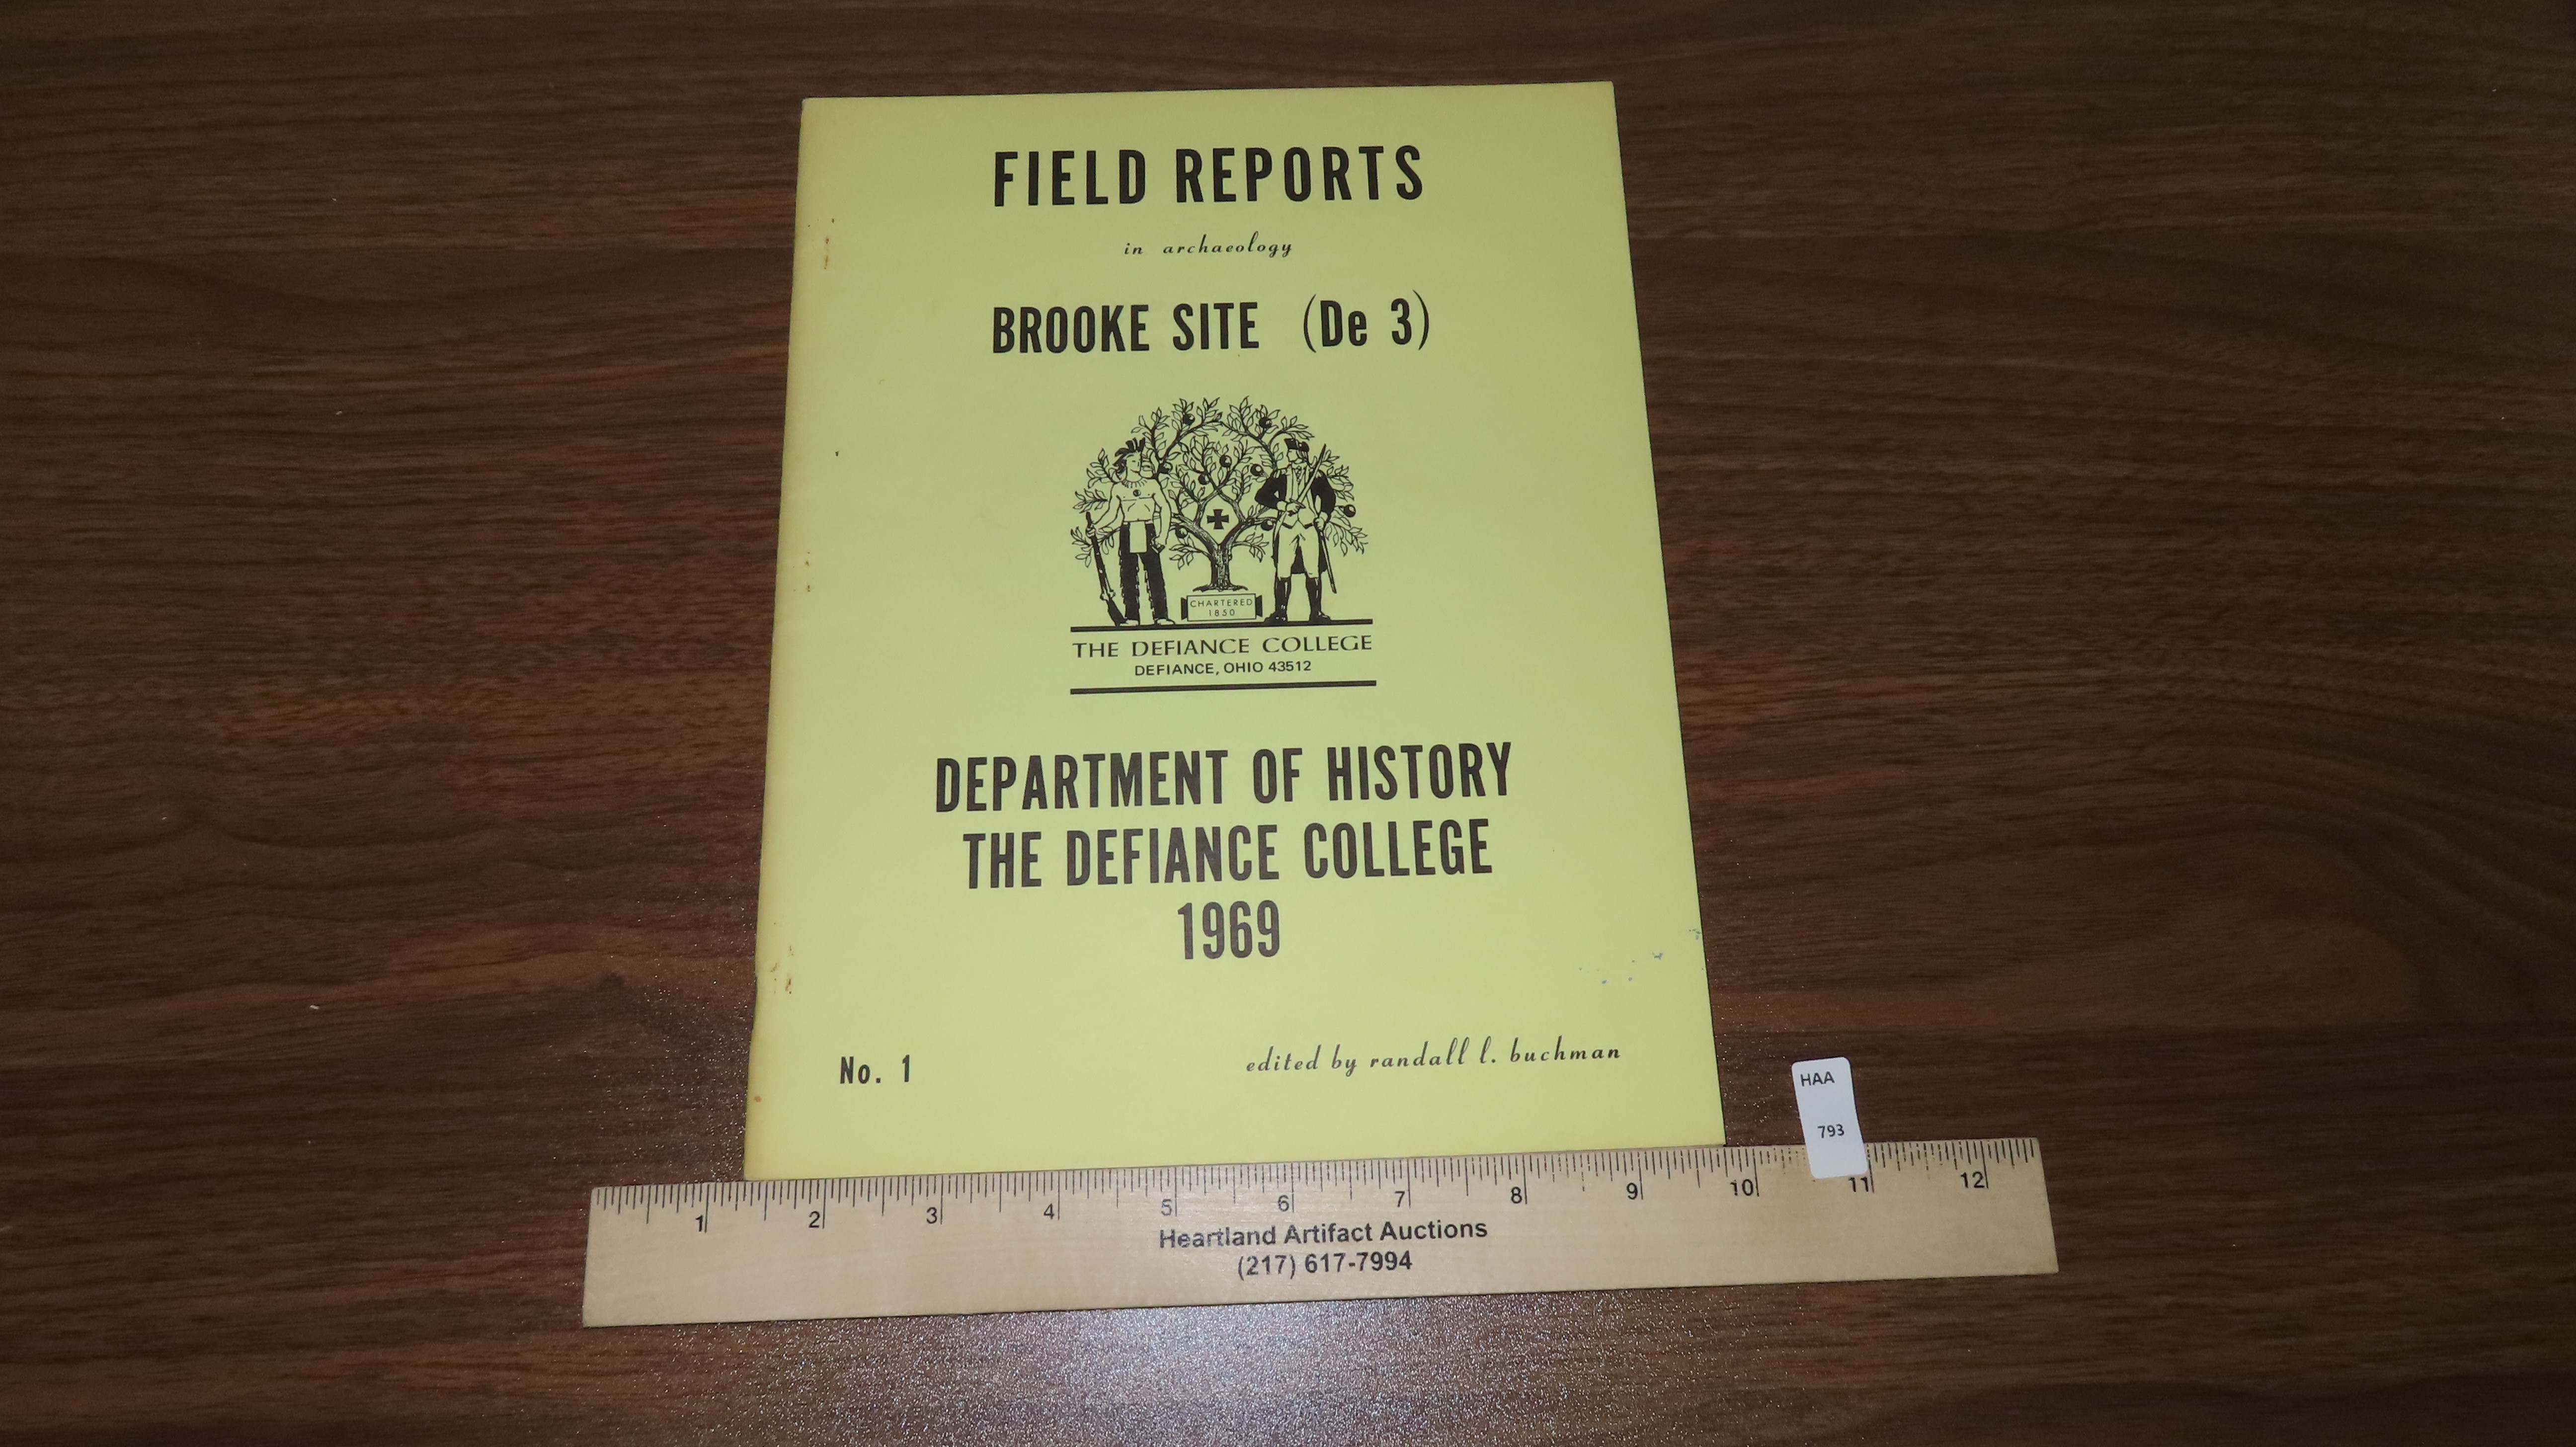 FIELD REPORTS
in archaeology
BROOKE SITE (De 3)
CHARTERED
1850
THE DEFIANCE COLLEGE
DEFIANCE, OHIO 43512
DEPARTMENT OF HISTORY
THE DEFIANCE COLLEGE
1969
No. 1
edited by randall l. buchman
HAA
793
1 2 3 4 5 6 7 8 9 10 11 12
Heartland Artifact Auctions
(217) 617-7994